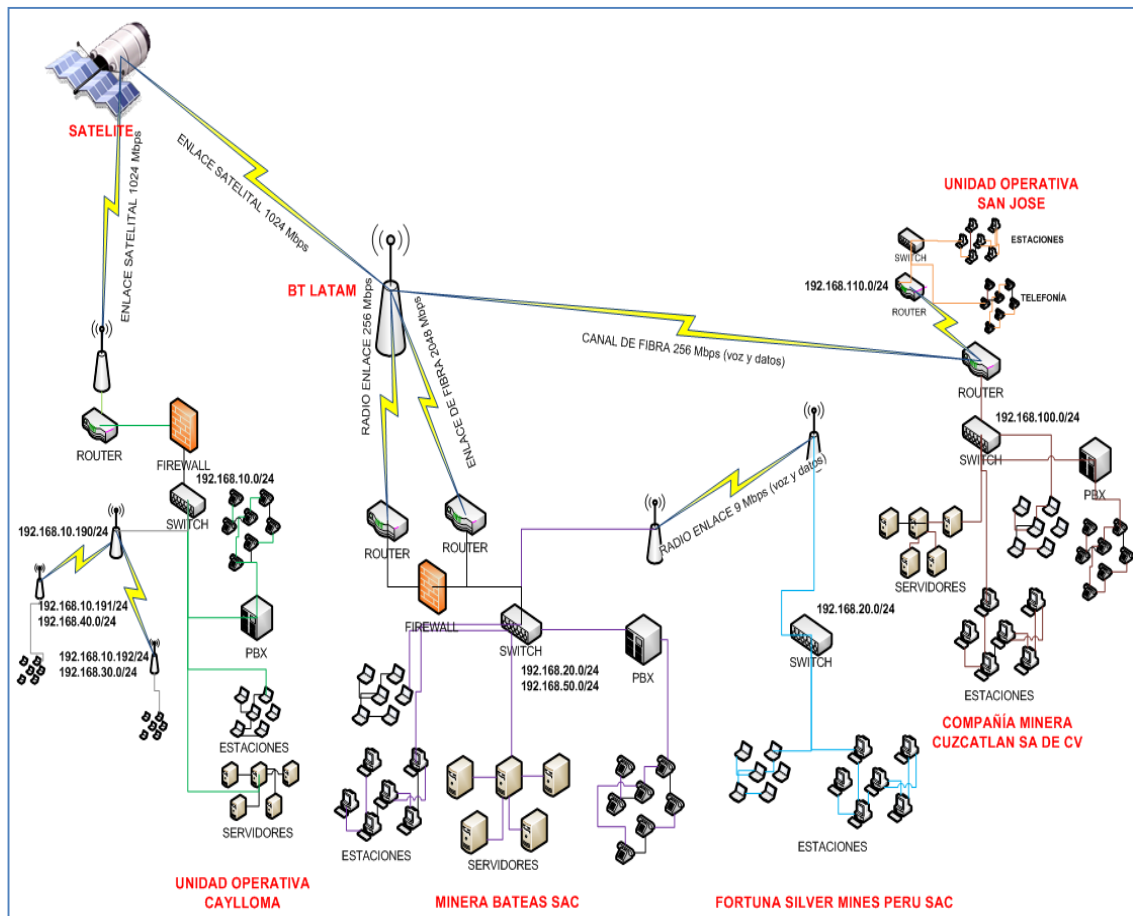 SATELITE
ENLACE SATELITAL 1024 Mbps
ENLACE SATELITAL 1024 Mbps
BT LATAM
RADIO ENLACE 256 Mbps
ENLACE DE FIBRA 2048 Mbps
CANAL DE FIBRA 256 Mbps (voz y datos)
UNIDAD OPERATIVA
SAN JOSE
SWITCH
ESTACIONES
192.168.110.0/24
ROUTER
TELEFONÍA
ROUTER
192.168.100.0/24
SWITCH
PBX
SERVIDORES
ESTACIONES
COMPAÑÍA MINERA
CUZCATLAN SA DE CV
ROUTER
FIREWALL
192.168.10.0/24
SWITCH
192.168.10.190/24
192.168.10.191/24
192.168.40.0/24
192.168.10.192/24
192.168.30.0/24
PBX
ESTACIONES
SERVIDORES
UNIDAD OPERATIVA
CAYLLOMA
ROUTER
ROUTER
FIREWALL
SWITCH
192.168.20.0/24
192.168.50.0/24
PBX
ESTACIONES
SERVIDORES
MINERA BATEAS SAC
RADIO ENLACE 9 Mbps (voz y datos)
192.168.20.0/24
SWITCH
ESTACIONES
FORTUNA SILVER MINES PERU SAC